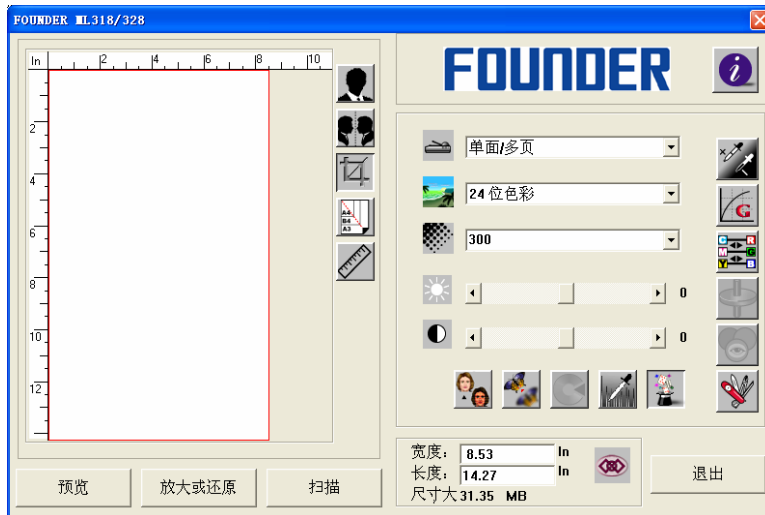 FOUNDER ML318/328
FOUNDER
In
2 4 6 8 10
2
4
6
8
10
12
A4
B4
A3
单面/多页
24 位色彩
300
0
0
G
C R
M G
Y B
宽度: 8.53 In
长度: 14.27 In
尺寸大 31.35 MB
预览
放大或还原
扫描
退出